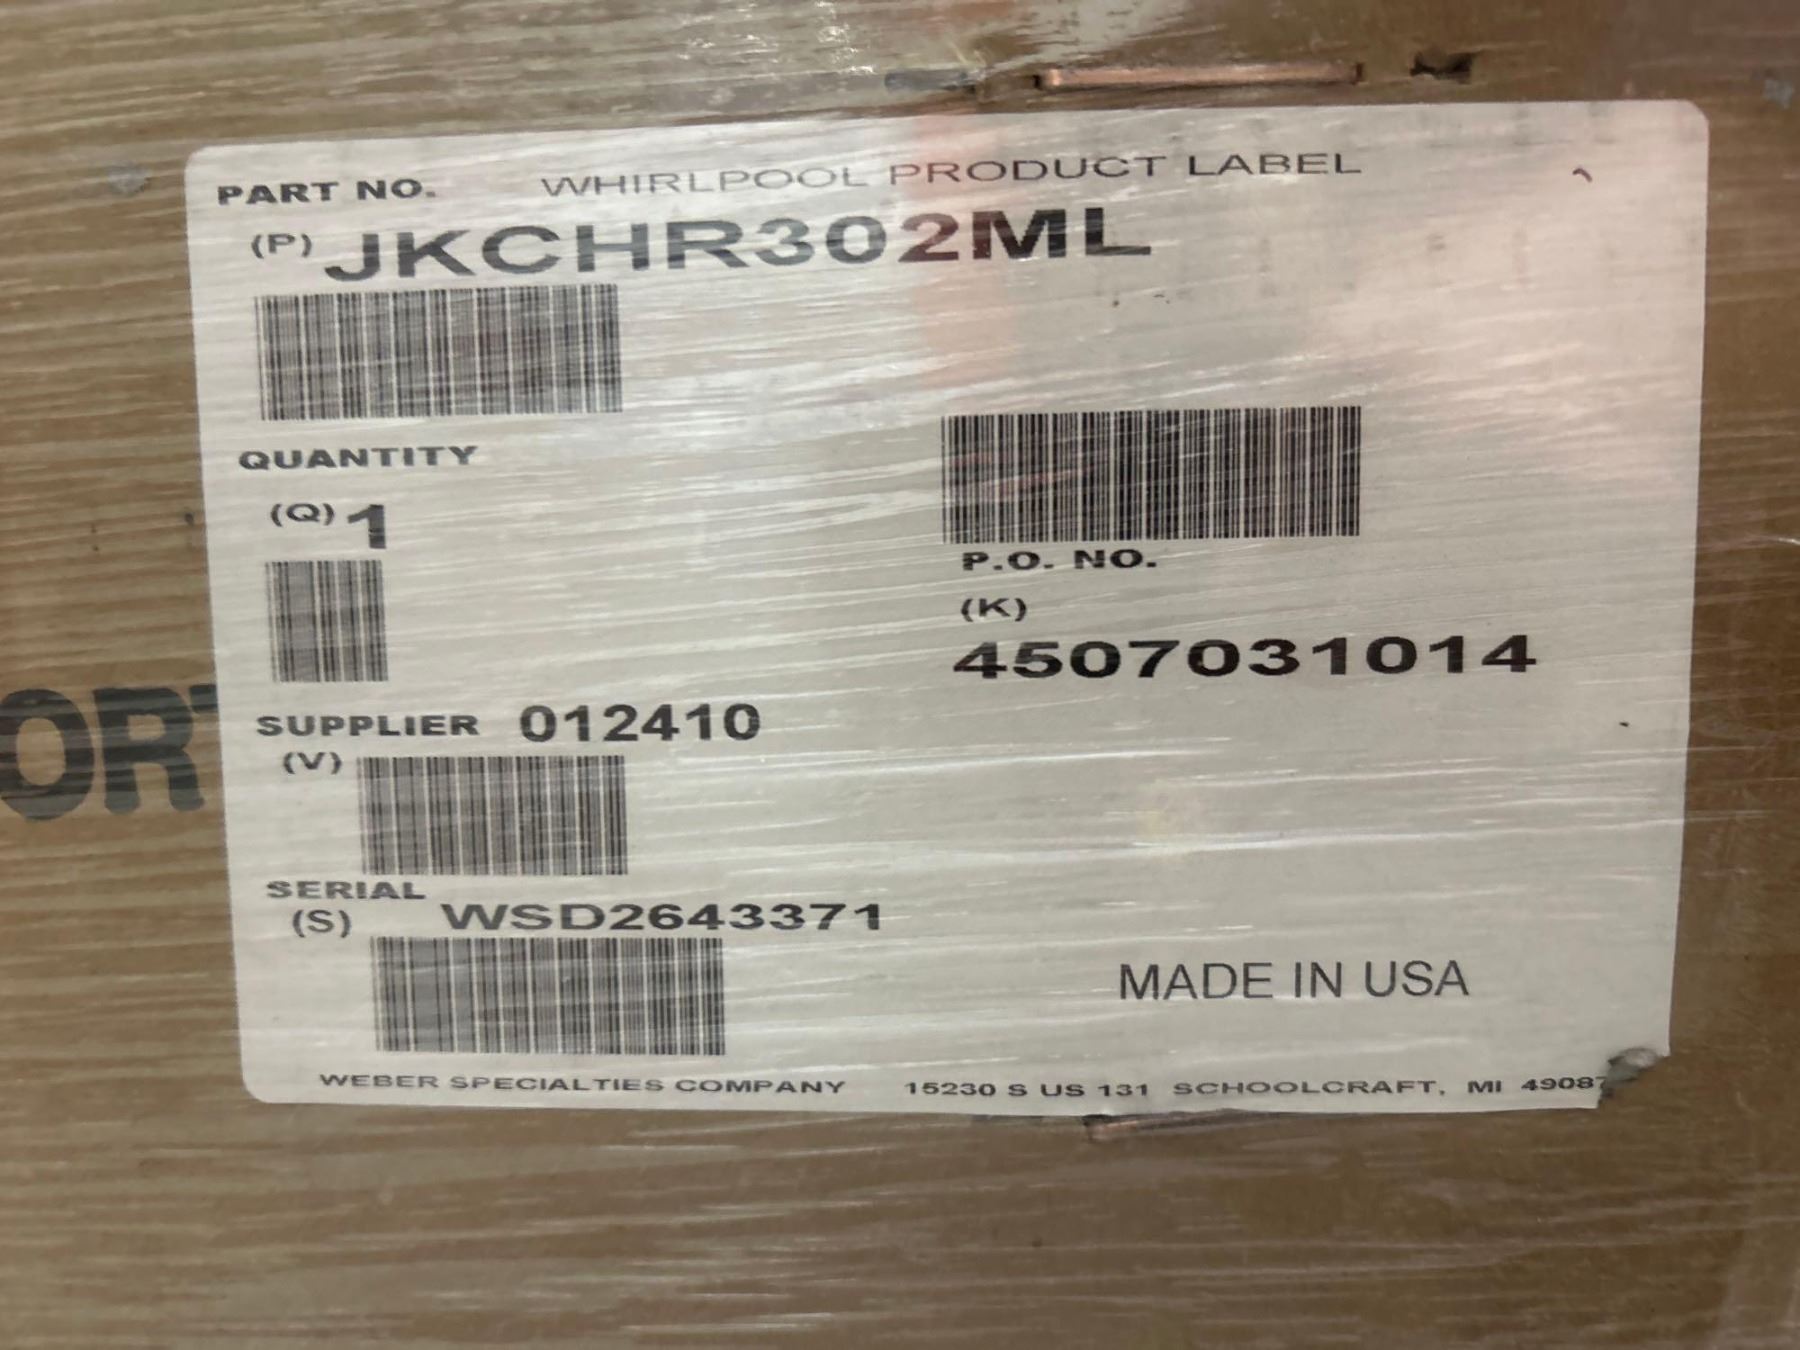 PART NO. WHIRLPOOL PRODUCT LABEL
(P) JKCHR302ML
QUANTITY
(Q) 1
P.O. NO.
(K)
4507031014
SUPPLIER 012410
(V)
SERIAL
(S) WSD2643371
MADE IN USA
WEBER SPECIALTIES COMPANY 15230 S US 131 SCHOOLCRAFT, MI 49087